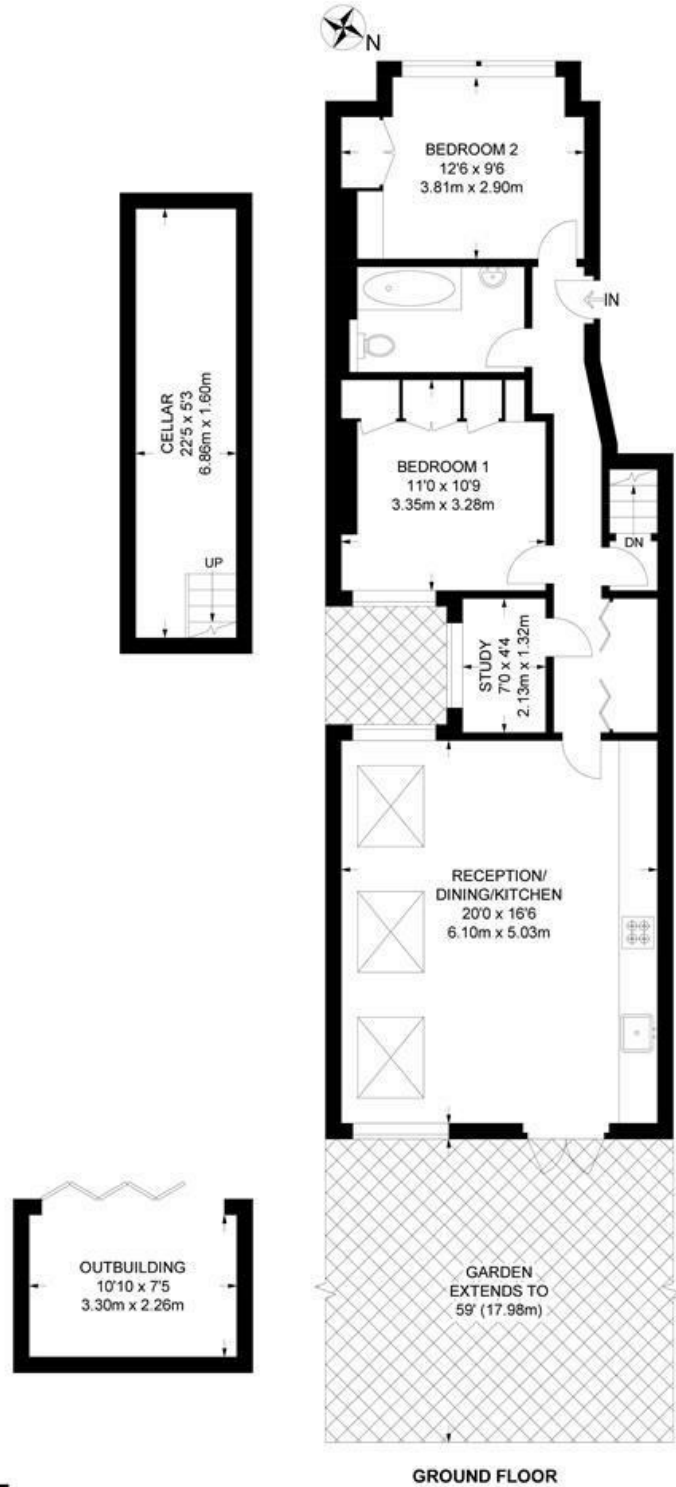 N
BEDROOM 2
12'6 x 9'6
3.81m x 2.90m
IN
CELLAR
22'5 x 5'3
6.86m x 1.60m
UP
BEDROOM 1
11'0 x 10'9
3.35m x 3.28m
DN
STUDY
7'0 x 4'4
2.13m x 1.32m
RECEPTION/
DINING/KITCHEN
20'0 x 16'6
6.10m x 5.03m
OUTBUILDING
10'10 x 7'5
3.30m x 2.26m
GARDEN
EXTENDS TO
59' (17.98m)
GROUND FLOOR